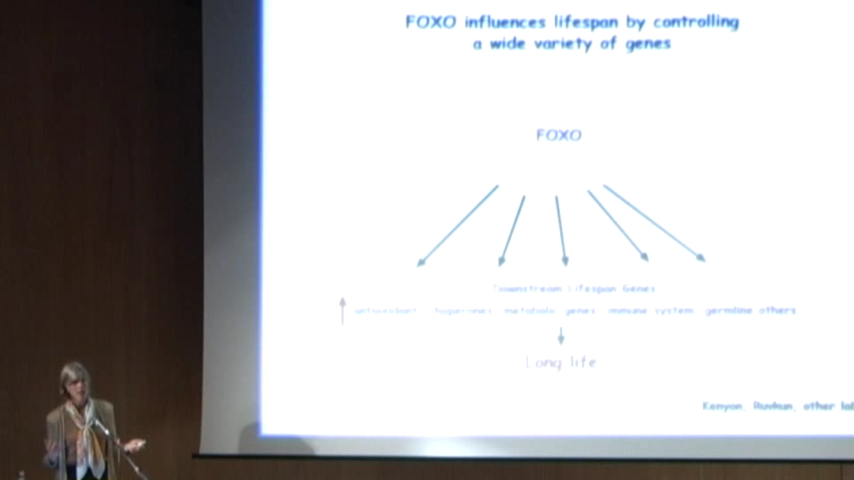 FOXO influences lifespan by controlling
a wide variety of genes
FOXO
Downstream Lifespan Genes
antioxidant chaperones metabolic genes immune system germline others
Long life
Kenyon, Ruvkun, other lab